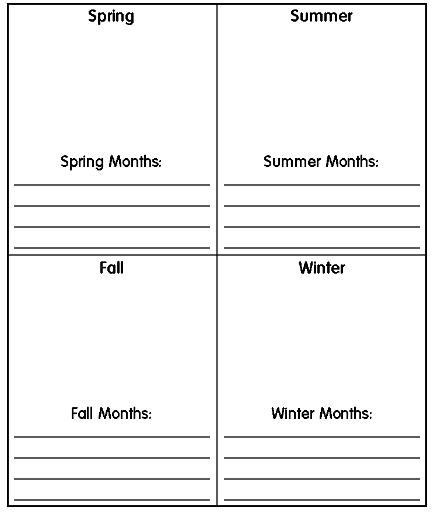 Spring
Summer
Spring Months:
Summer Months:
Fall
Winter
Fall Months:
Winter Months: